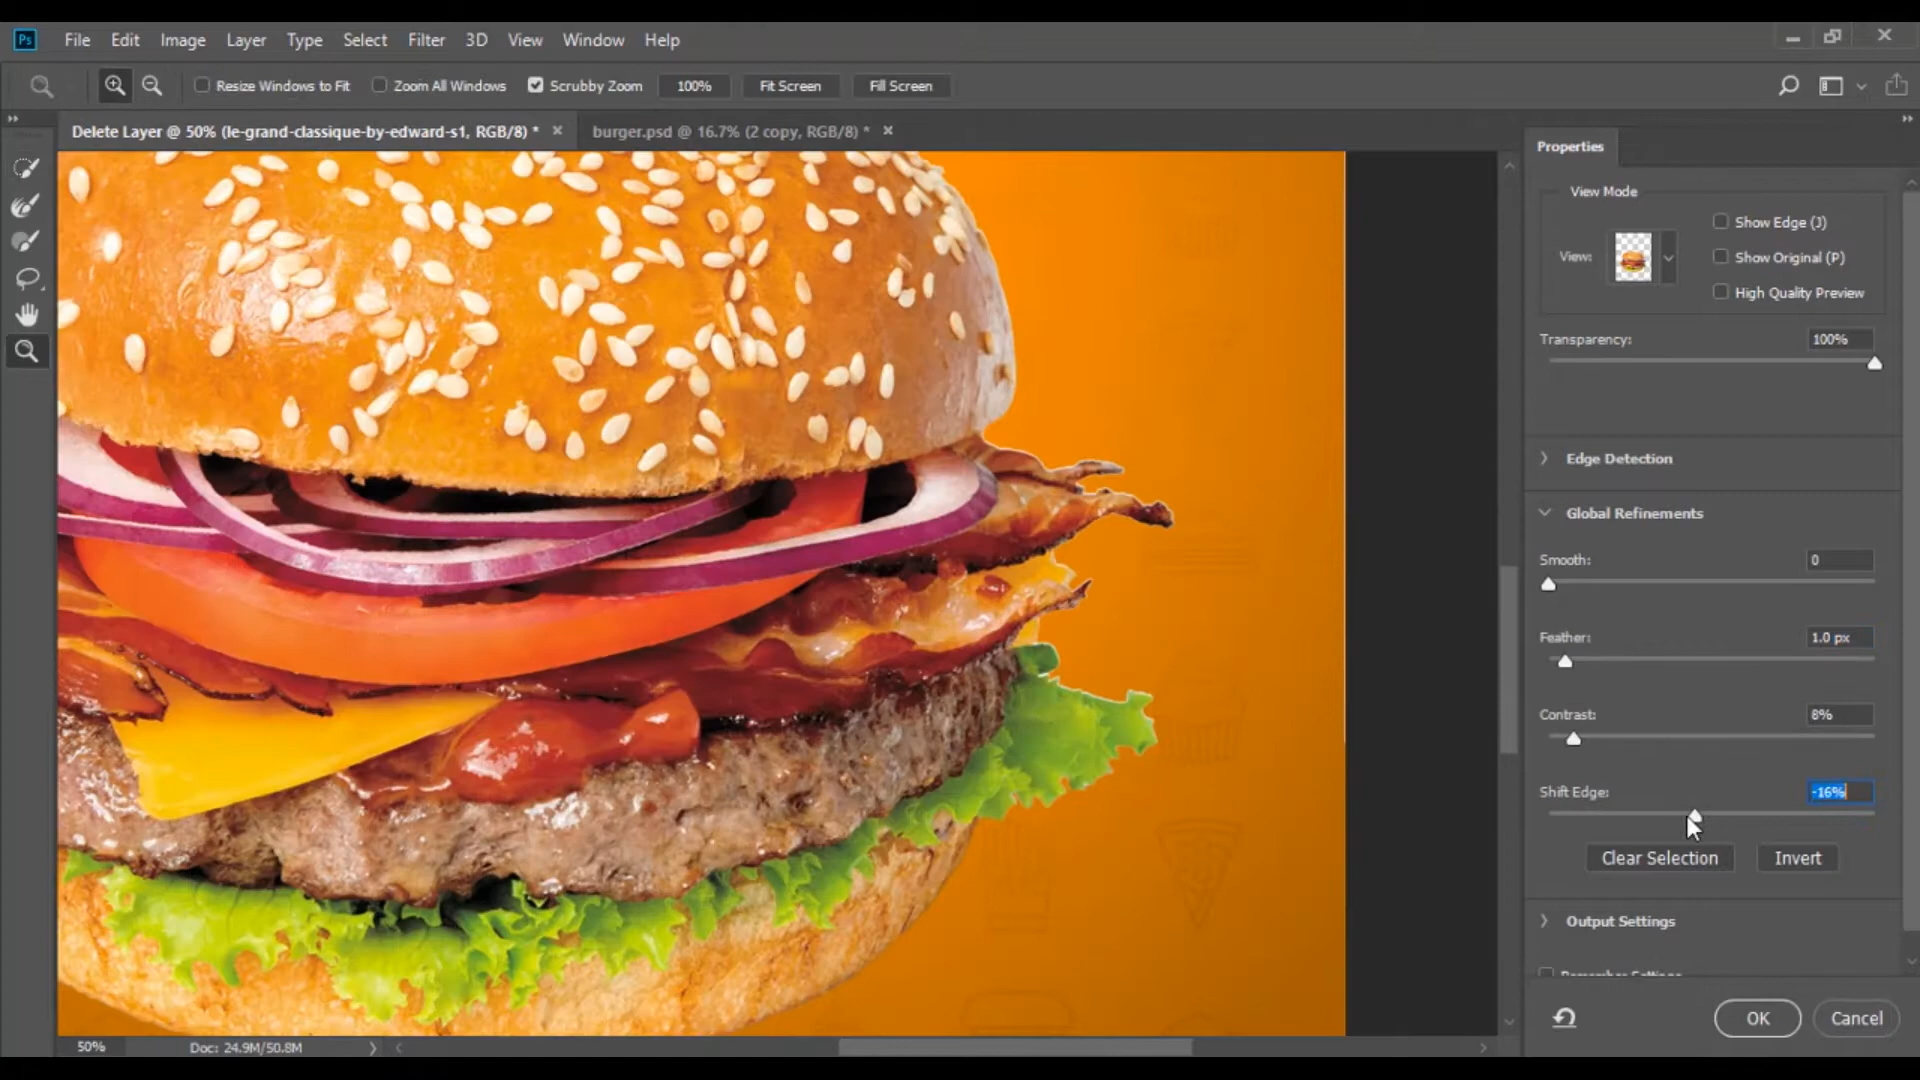 Ps File Edit Image Layer Type Select Filter 3D View Window Help
Resize Windows to Fit Zoom All Windows Scrubby Zoom 100% Fit Screen Fill Screen
Delete Layer @ 50% (le-grand-classique-by-edward-s1, RGB/8) * burger.psd @ 16.7% (2 copy, RGB/8) *
Properties
View Mode
Show Edge (J)
View: Show Original (P)
High Quality Preview
Transparency: 100%
Edge Detection
Global Refinements
Smooth: 0
Feather: 1.0 px
Contrast: 8%
Shift Edge: -16%
Clear Selection Invert
Output Settings
Remember Settings
OK Cancel
50% Doc: 24.9M/50.8M